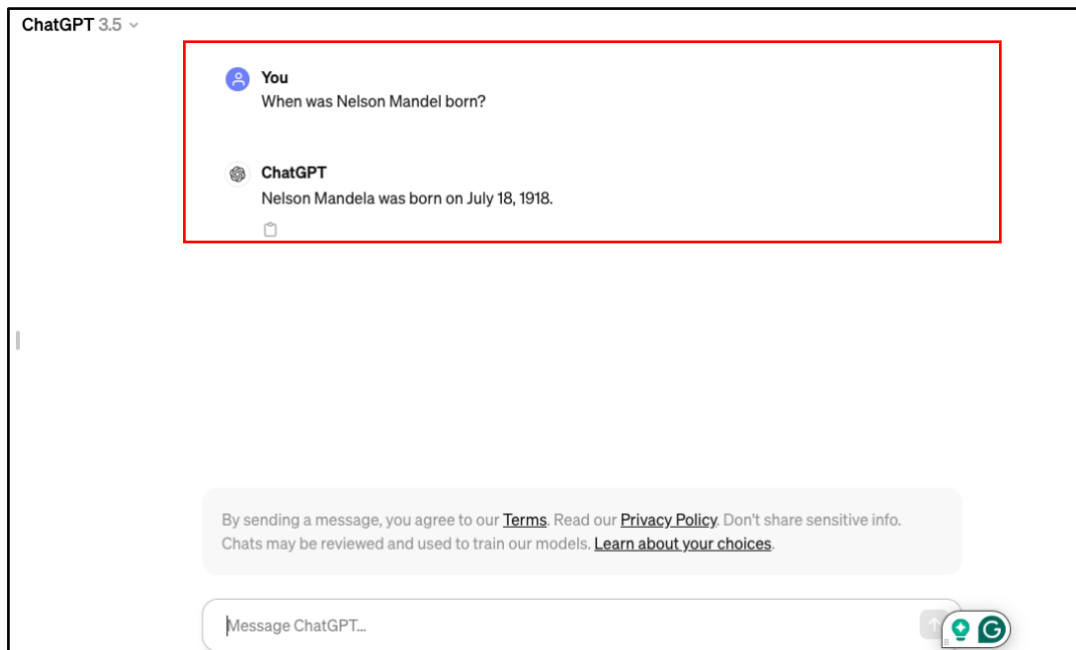 ChatGPT 3.5
You
When was Nelson Mandel born?
ChatGPT
Nelson Mandela was born on July 18, 1918.
By sending a message, you agree to our Terms. Read our Privacy Policy. Don't share sensitive info.
Chats may be reviewed and used to train our models. Learn about your choices.
Message ChatGPT...